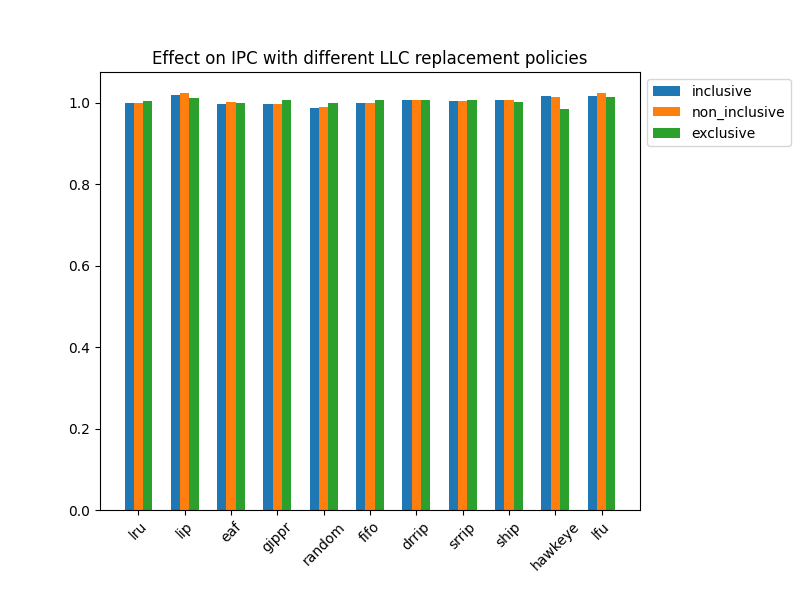 Effect on IPC with different LLC replacement policies
inclusive
non_inclusive
exclusive
1.0
0.8
0.6
0.4
0.2
0.0
lru
lip
eaf
gippr
random
fifo
drrip
srrip
ship
hawkeye
lfu